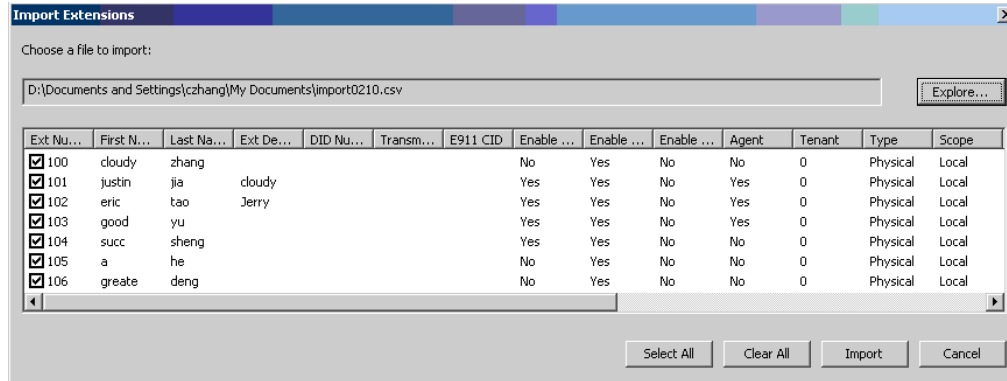 Import Extensions
Choose a file to import:
D:\Documents and Settings\czhang\My Documents\import0210.csv
Explore...
Ext Nu... First N... Last Na... Ext De... DID Nu... Transm... E911 CID Enable ... Enable ... Enable ... Agent Tenant Type Scope
100 cloudy zhang No Yes No No 0 Physical Local
101 justin jia cloudy Yes Yes No Yes 0 Physical Local
102 eric tao Jerry Yes Yes No Yes 0 Physical Local
103 good yu Yes Yes No Yes 0 Physical Local
104 succ sheng Yes Yes No No 0 Physical Local
105 a he No Yes No No 0 Physical Local
106 greate deng No Yes No No 0 Physical Local
Select All Clear All Import Cancel